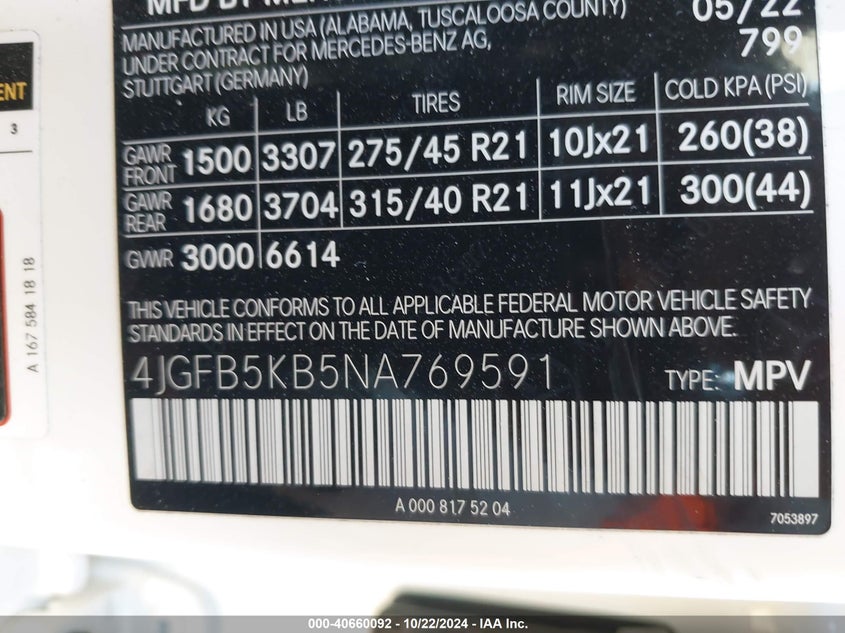 MFD BY
05/22
MANUFACTURED IN USA (ALABAMA, TUSCALOOSA COUNTY)
UNDER CONTRACT FOR MERCEDES-BENZ AG,
799
STUTTGART (GERMANY)
KG LB TIRES RIM SIZE COLD KPA (PSI)
GAWR FRONT 1500 3307 275/45 R21 10Jx21 260(38)
GAWR REAR 1680 3704 315/40 R21 11Jx21 300(44)
GVWR 3000 6614
THIS VEHICLE CONFORMS TO ALL APPLICABLE FEDERAL MOTOR VEHICLE SAFETY
STANDARDS IN EFFECT ON THE DATE OF MANUFACTURE SHOWN ABOVE.
4JGFB5KB5NA769591 TYPE: MPV
A 000 817 52 04
7053897
3
A 167 584 18 18
000-40660092 - 10/22/2024 - IAA Inc.